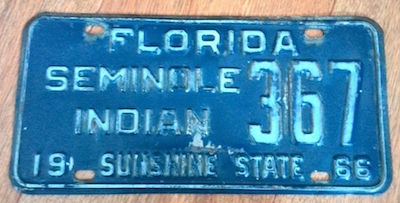 FLORIDA
SEMINOLE
INDIAN 367
19 SUNSHINE STATE 66